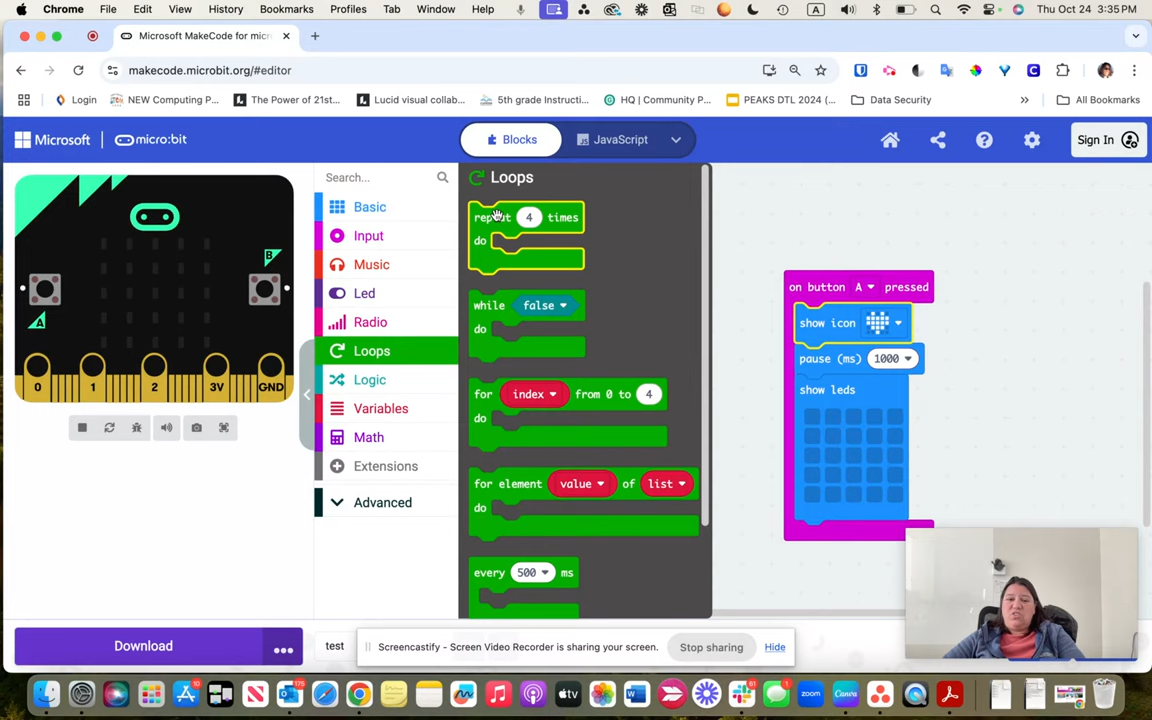 Chrome File Edit View History Bookmarks Profiles Tab Window Help A Thu Oct 24 3:35 PM
Microsoft MakeCode for micr
makecode.microbit.org/#editor
Login NEW Computing P... The Power of 21st... Lucid visual collab... 5th grade Instructi... HQ | Community P... PEAKS DTL 2024 (... Data Security All Bookmarks
Microsoft micro:bit Blocks JavaScript Sign In
Search...
Basic
Input
Music
Led
Radio
Loops
Logic
Variables
Math
Extensions
Advanced
Loops
4 times
do
while false
do
for index from 0 to 4
do
for element value of list
do
every 500 ms
on button A pressed
show icon
pause (ms) 1000
show leds
A
B
0 1 2 3V GND
Download ... test
Screencastify - Screen Video Recorder is sharing your screen. Stop sharing Hide